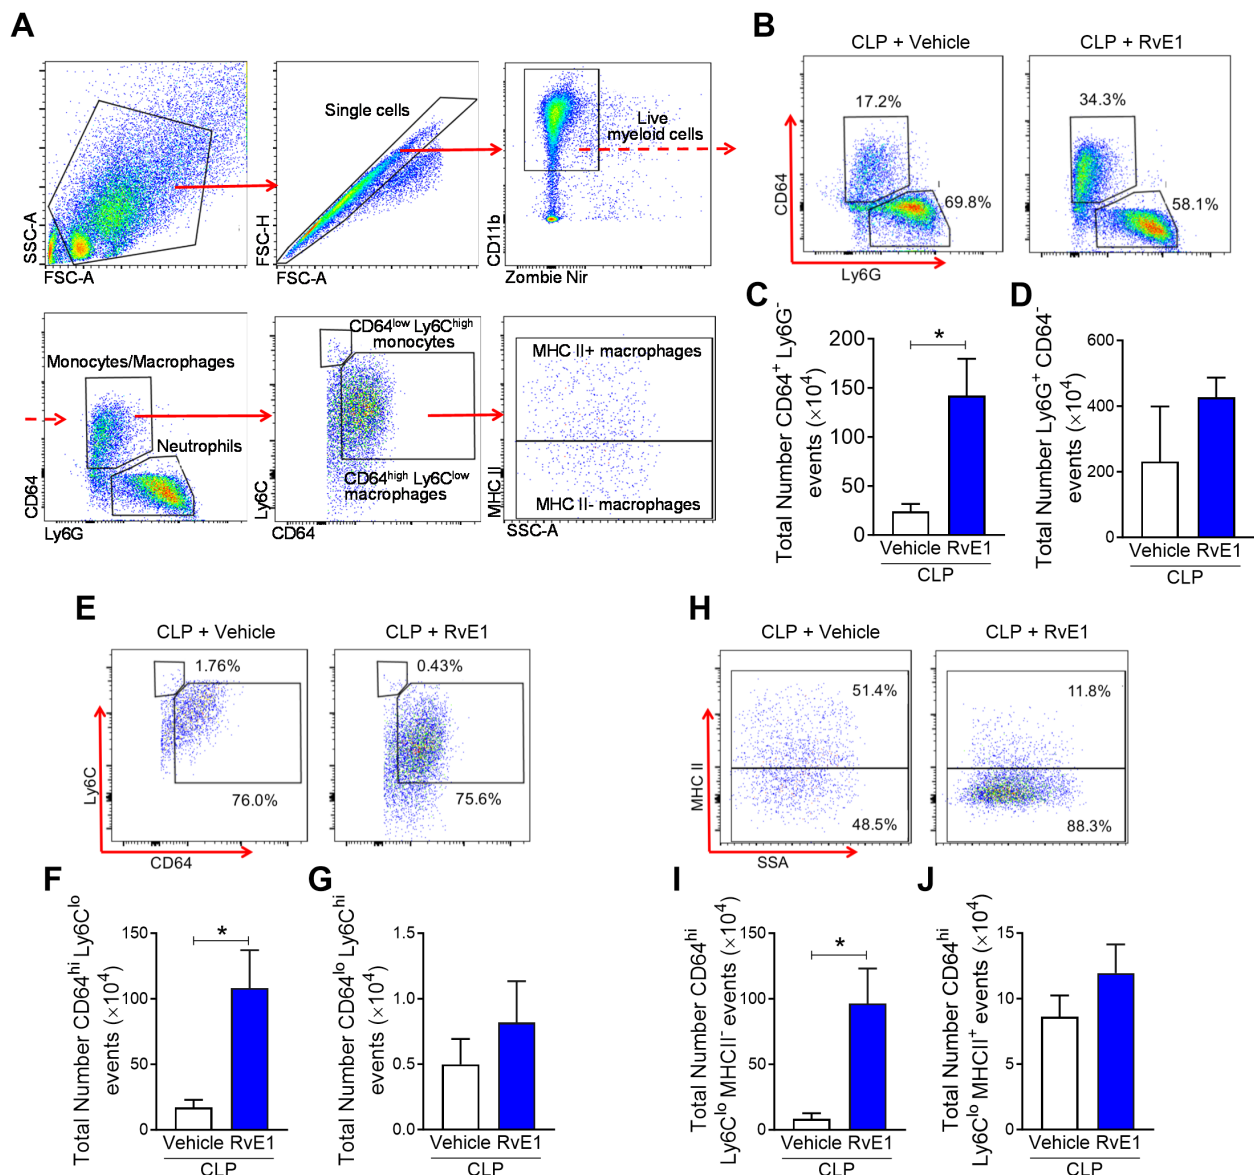 A
SSC-A
FSC-A
Single cells
FSC-H
FSC-A
Live
myeloid cells
CD11b
Zombie Nir
Monocytes/Macrophages
Neutrophils
CD64
Ly6G
CD64low Ly6Chigh
monocytes
CD64high Ly6Clow
macrophages
Ly6C
CD64
MHC II+ macrophages
MHC II- macrophages
MHC II
SSC-A
B
CLP + Vehicle
CLP + RvE1
17.2%
69.8%
34.3%
58.1%
CD64
Ly6G
C
Total Number CD64+ Ly6G-
events (×104)
200
150
100
50
0
*
Vehicle RvE1
CLP
D
Total Number Ly6G+ CD64-
events (×104)
600
400
200
0
Vehicle RvE1
CLP
E
CLP + Vehicle
CLP + RvE1
1.76%
76.0%
0.43%
75.6%
Ly6C
CD64
F
Total Number CD64hi Ly6Clo
events (×104)
150
100
50
0
*
Vehicle RvE1
CLP
G
Total Number CD64lo Ly6Chi
events (×104)
1.5
1.0
0.5
0.0
Vehicle RvE1
CLP
H
CLP + Vehicle
CLP + RvE1
51.4%
48.5%
11.8%
88.3%
MHC II
SSA
I
Total Number CD64hi
Ly6Clo MHCII- events (×104)
150
100
50
0
*
Vehicle RvE1
CLP
J
Total Number CD64hi
Ly6Clo MHCII+ events (×104)
15
10
5
0
Vehicle RvE1
CLP